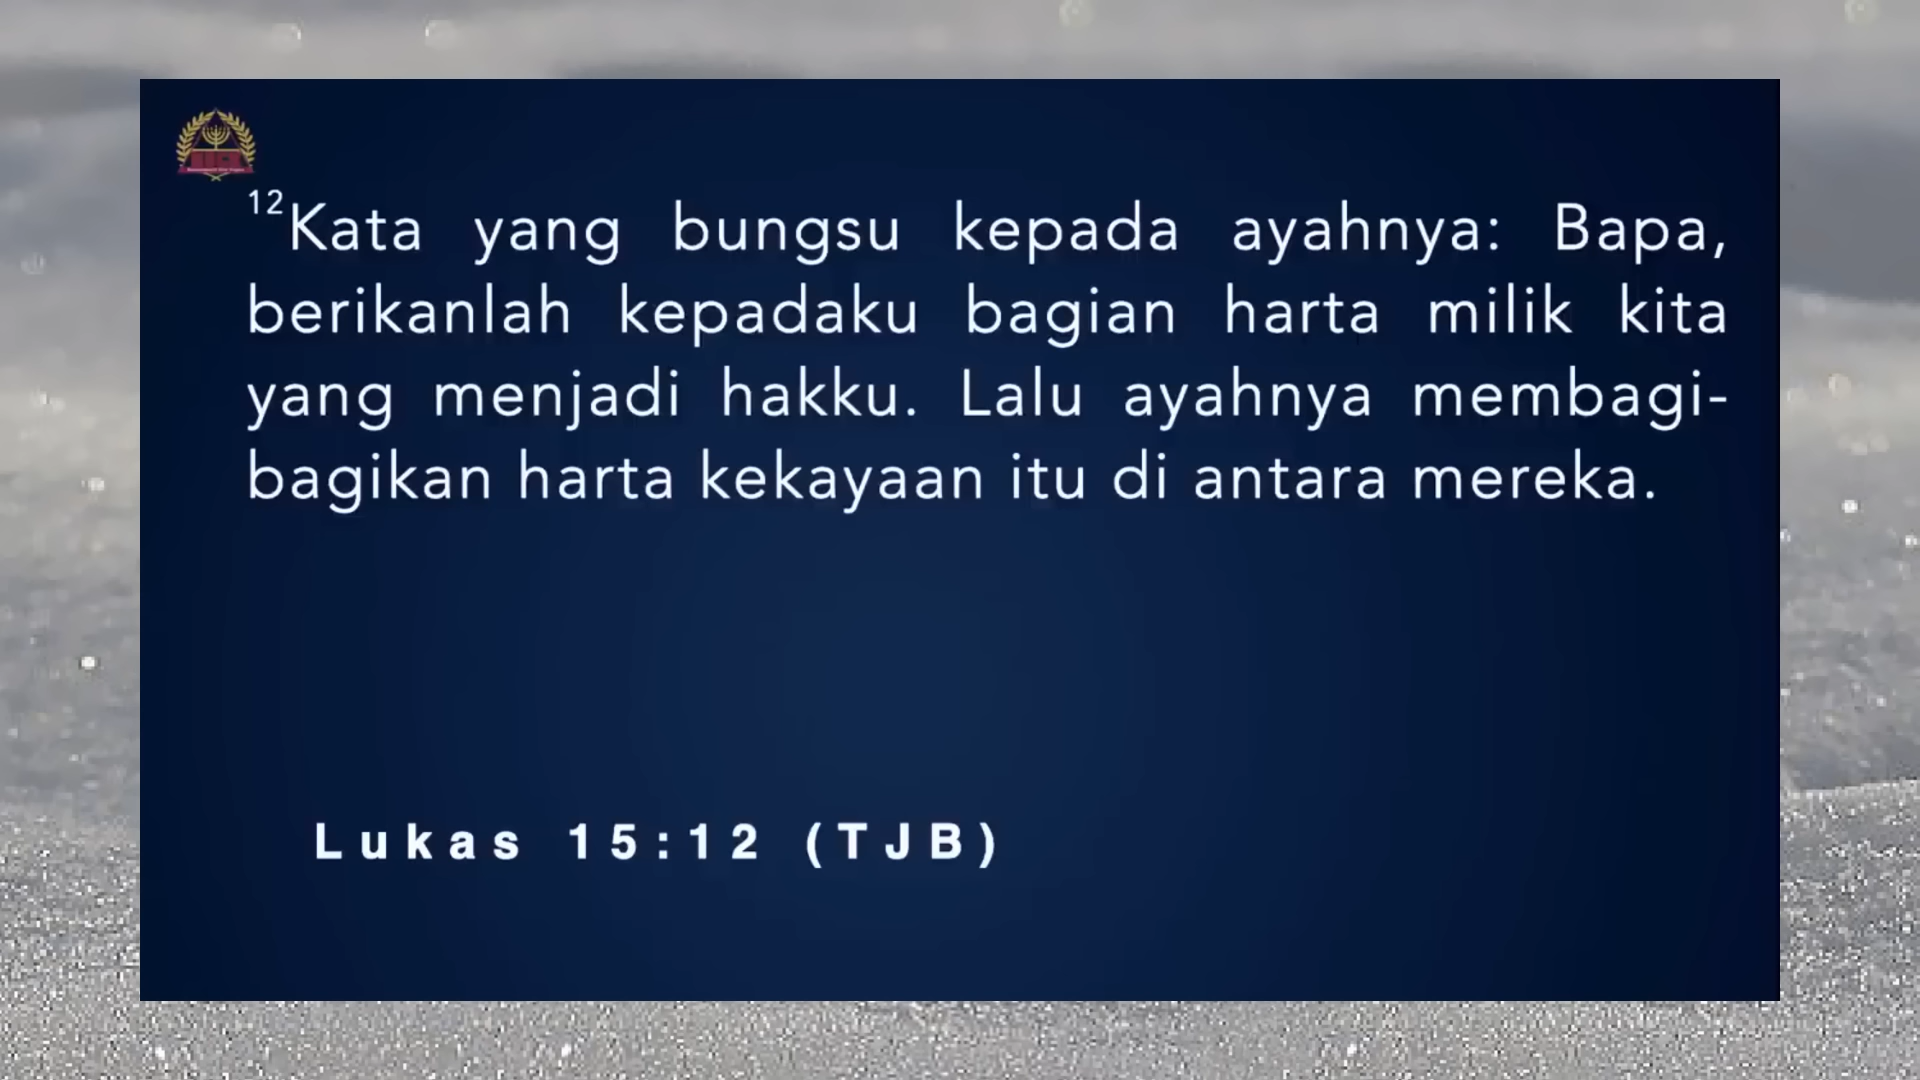 12Kata yang bungsu kepada ayahnya: Bapa,
berikanlah kepadaku bagian harta milik kita
yang menjadi hakku. Lalu ayahnya membagi-
bagikan harta kekayaan itu di antara mereka.
Lukas 15:12 (TJB)